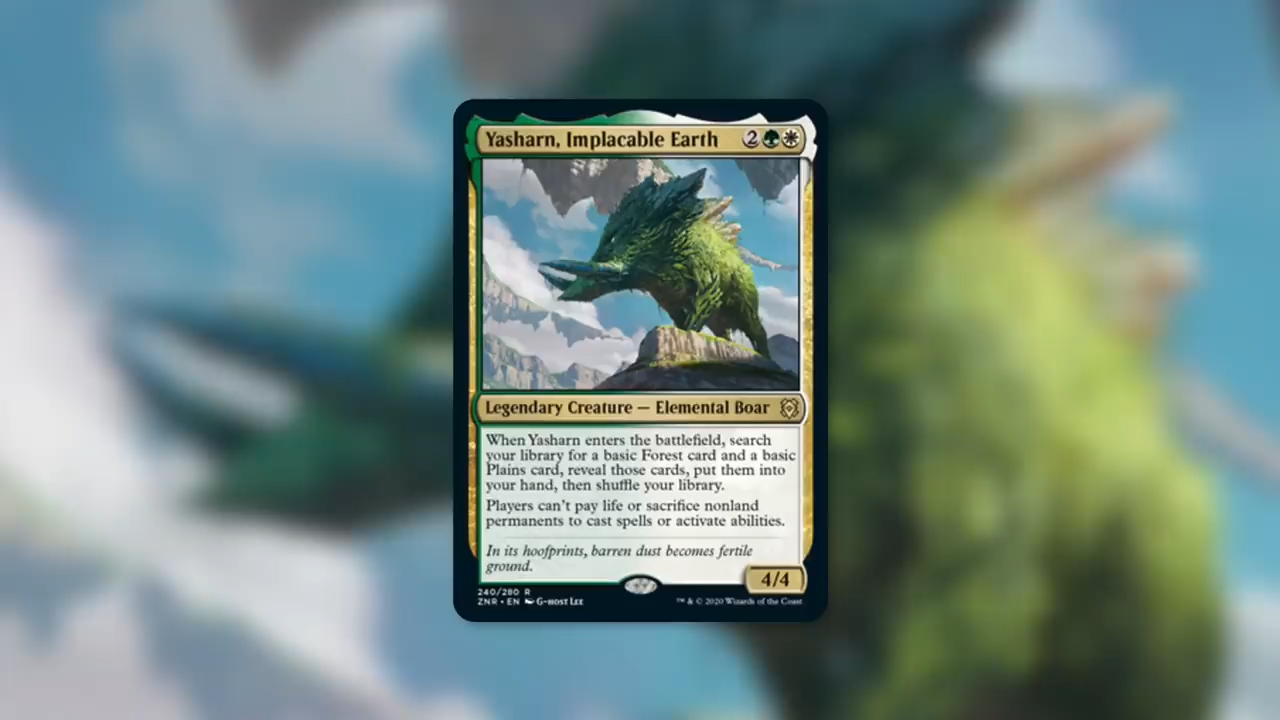 Yasharn, Implacable Earth 2
Legendary Creature — Elemental Boar
When Yasharn enters the battlefield, search
your library for a basic Forest card and a basic
Plains card, reveal those cards, put them into
your hand, then shuffle your library.
Players can't pay life or sacrifice nonland
permanents to cast spells or activate abilities.
In its hoofprints, barren dust becomes fertile
ground.
4/4
240/280 R
ZNR • EN G-host Lee
™ & © 2020 Wizards of the Coast